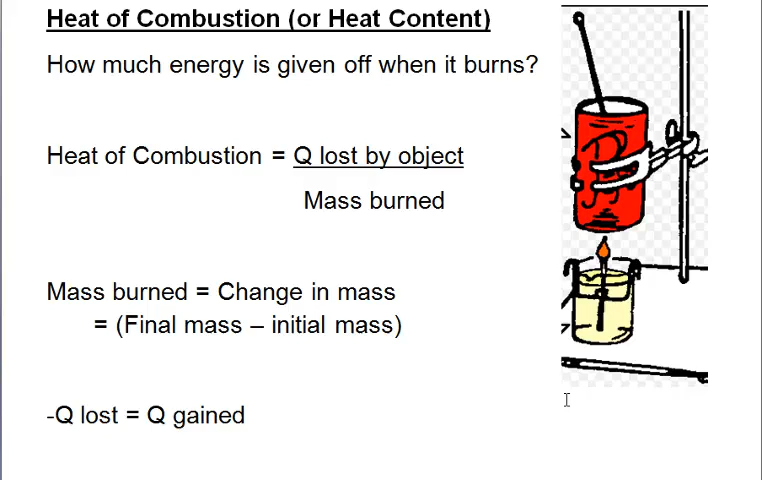 Heat of Combustion (or Heat Content)
How much energy is given off when it burns?
Heat of Combustion = Q lost by object
Mass burned
Mass burned = Change in mass
= (Final mass – initial mass)
-Q lost = Q gained